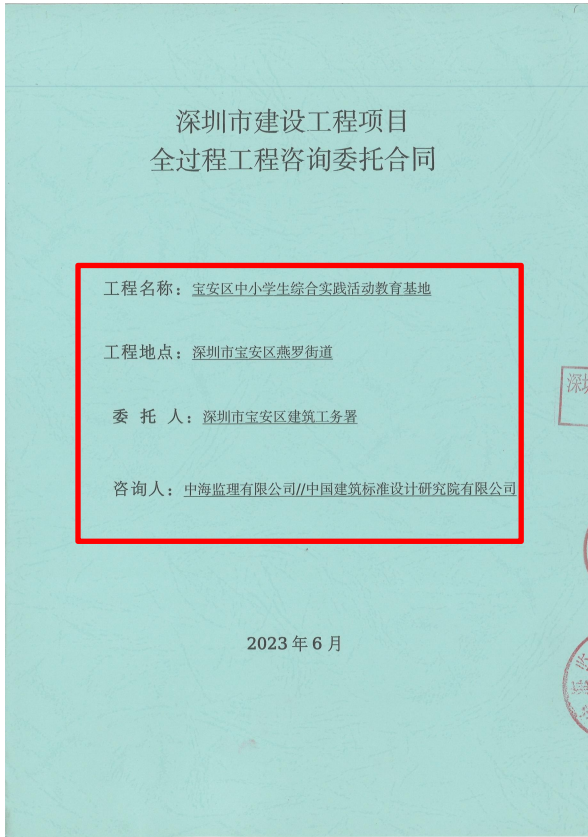 深圳市建设工程项目
全过程工程咨询委托合同
工程名称：宝安区中小学生综合实践活动教育基地
工程地点：深圳市宝安区燕罗街道
委 托 人：深圳市宝安区建筑工务署
咨询人：中海监理有限公司//中国建筑标准设计研究院有限公司
2023 年 6 月
深圳